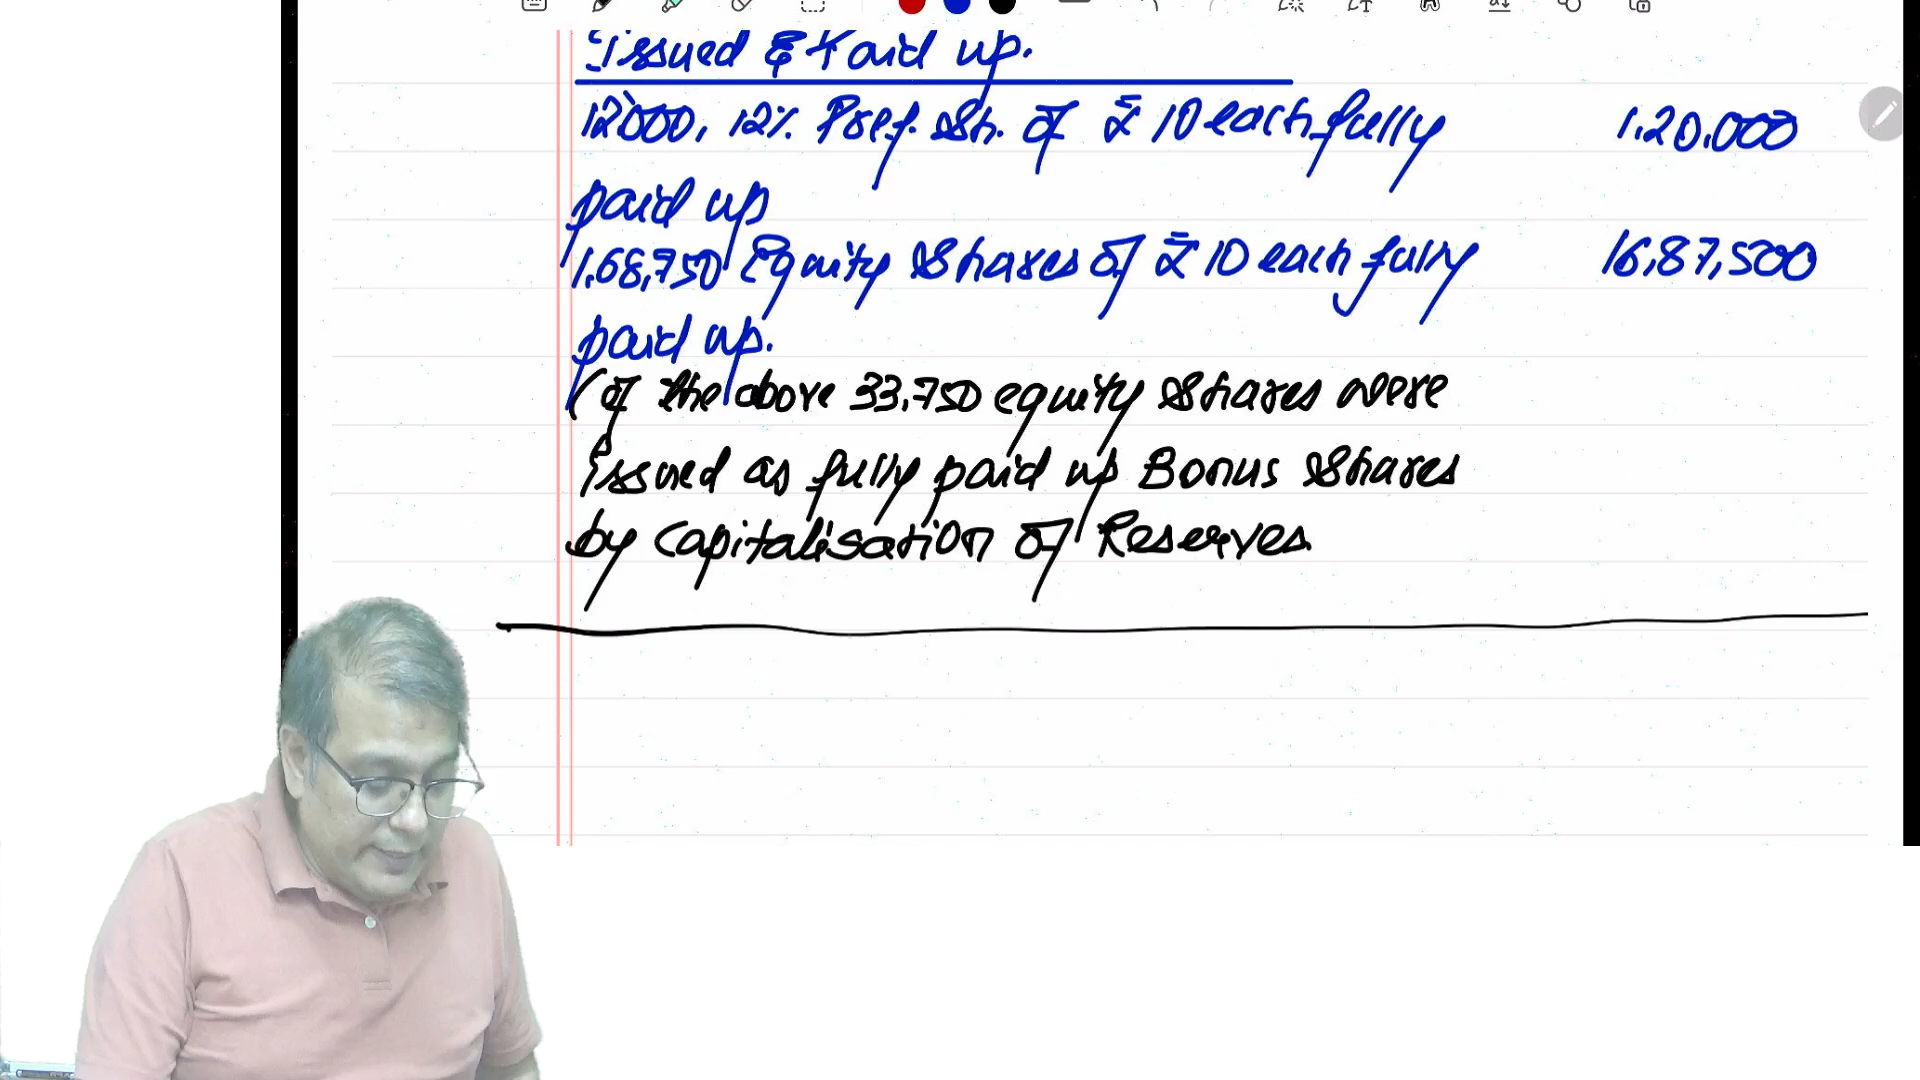 Issued & Paid up.
12000, 12% Pref. Sh. of ₹ 10 each fully 1,20,000
paid up
1,68,750 Equity Shares of ₹ 10 each fully 16,87,500
paid up.
(of the above 33,750 equity shares were
issued as fully paid up Bonus Shares
by Capitalisation of Reserves